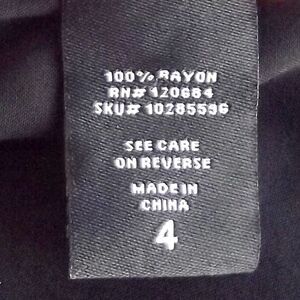 100% RAYON
RN# 120684
SKU# 10285596
SEE CARE
ON REVERSE
MADE IN
CHINA
4